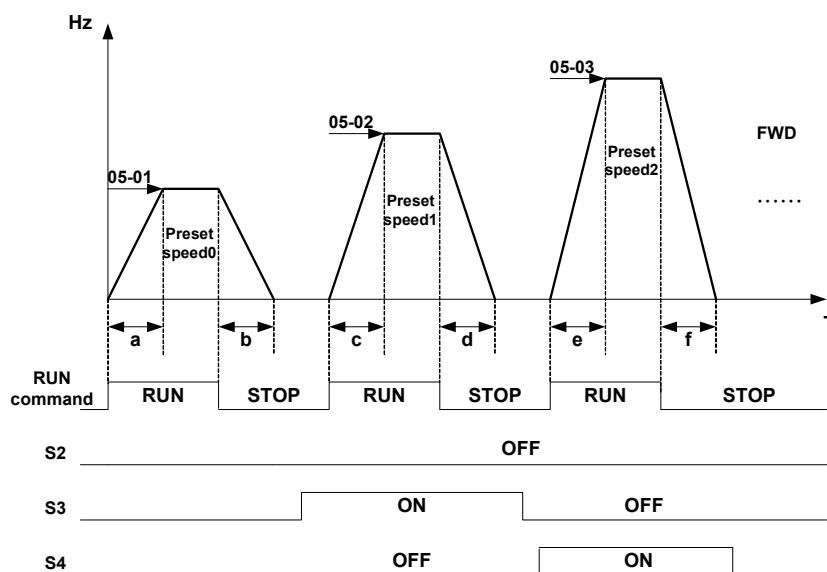 Hz
05-03
05-02
FWD
Preset
speed2
05-01
Preset
speed1
......
Preset
speed0
a
b
c
d
e
f
RUN
command
RUN
STOP
RUN
STOP
RUN
STOP
S2
OFF
S3
ON
OFF
S4
OFF
ON